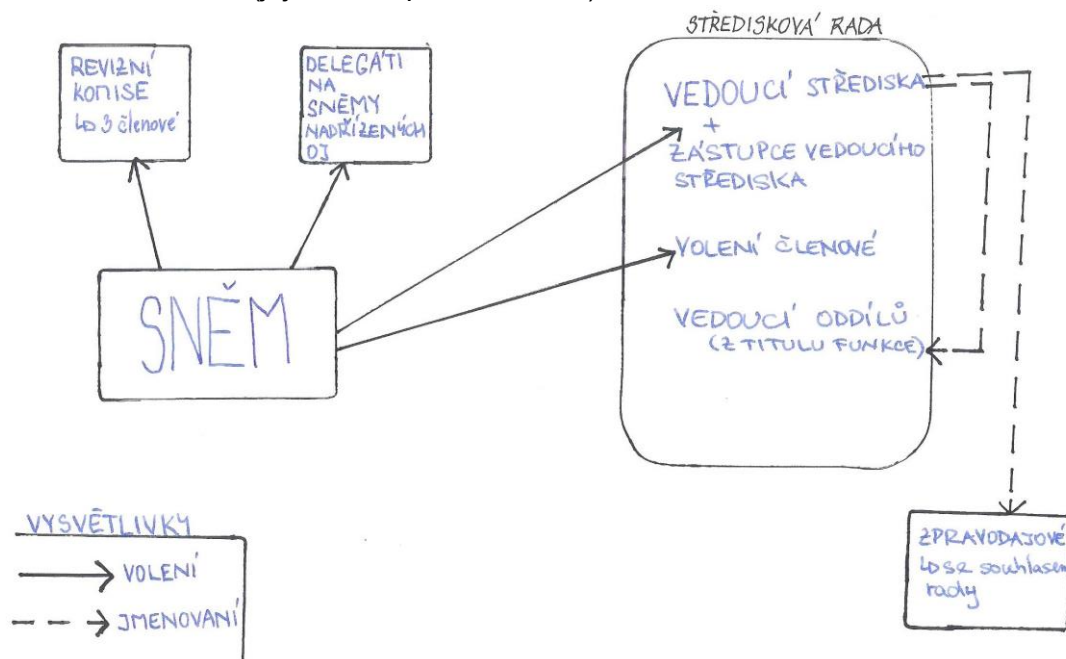 STŘEDISKOVÁ RADA
REVIZNÍ
KOMISE
↳ 3 členové
DELEGÁTI
NA
SNĚMY
NADŘÍZENÝCH
OJ
VEDOUCÍ STŘEDISKA
+
ZÁSTUPCE VEDOUCÍHO
STŘEDISKA
SNĚM
VOLENÍ ČLENOVÉ
VEDOUCÍ ODDÍLŮ
(Z TITULU FUNKCE)
VYSVĚTLIVKY
VOLENÍ
JMENOVANÍ
ZPRAVODAJOVÉ
↳ se souhlasem
rady